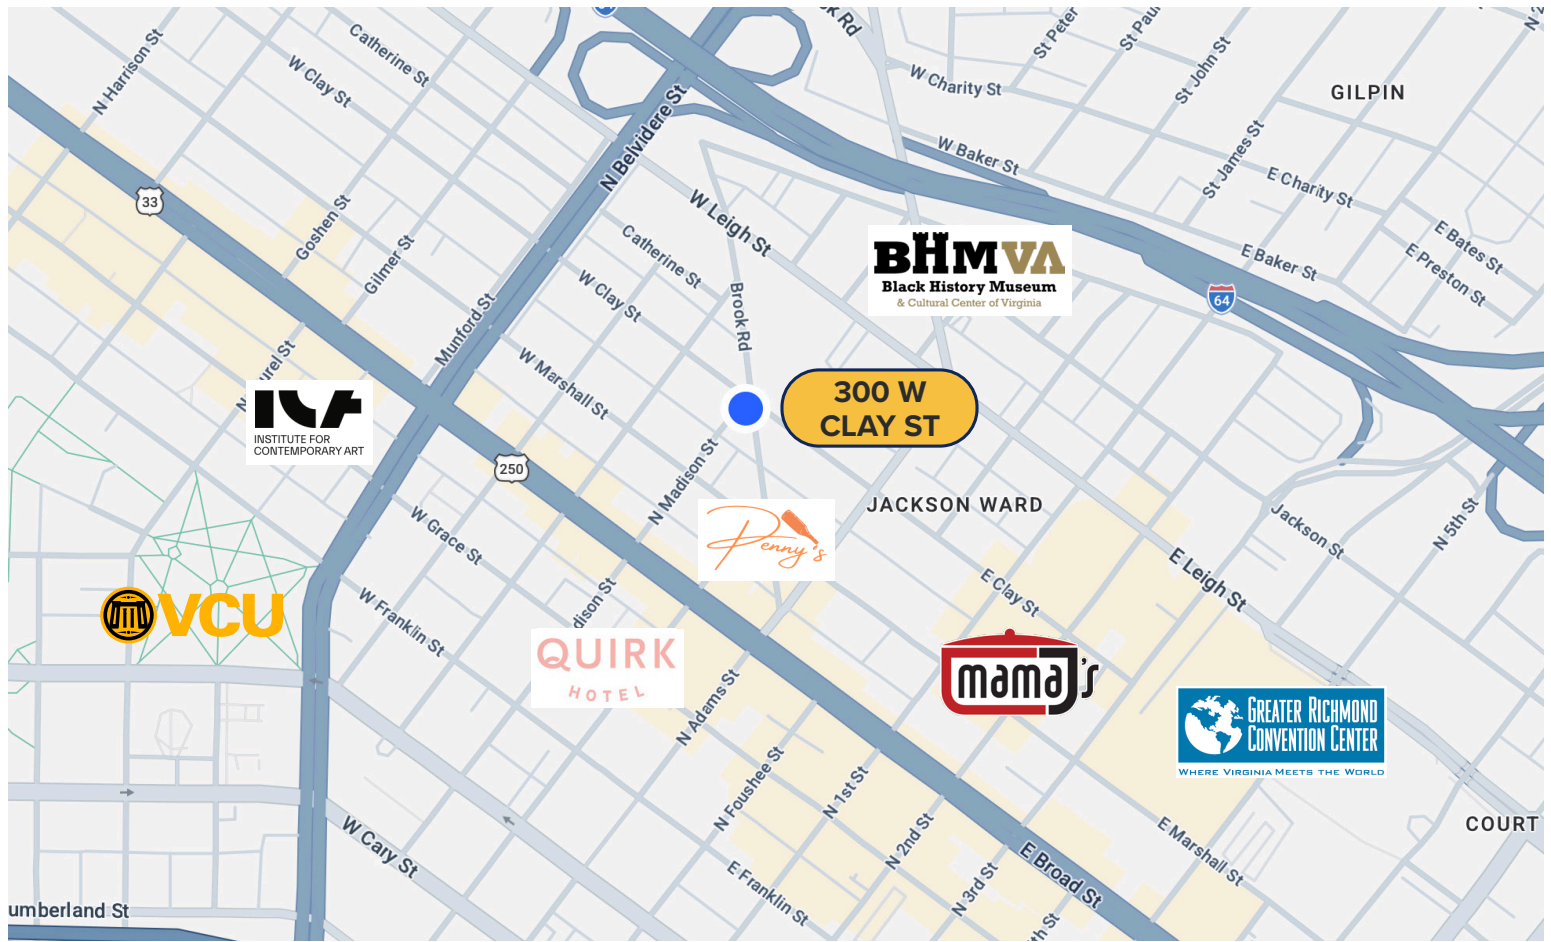 N Harrison St
Catherine St
W Clay St
W Charity St
St Peter
St John St
GILPIN
N Belvidere St
W Baker St
St James St
E Charity St
33
Goshen St
Gilmer St
W Leigh St
Catherine St
W Clay St
Brook Rd
BHMVA
Black History Museum
& Cultural Center of Virginia
E Baker St
E Bates St
E Preston St
64
Munford St
W Marshall St
300 W
CLAY ST
ICA
INSTITUTE FOR
CONTEMPORARY ART
250
N Madison St
JACKSON WARD
Penny's
W Grace St
Jackson St
N 5th St
E Leigh St
E Clay St
VCU
W Franklin St
dison St
QUIRK
HOTEL
N Adams St
mamaJ's
GREATER RICHMOND
CONVENTION CENTER
WHERE VIRGINIA MEETS THE WORLD
N Foushee St
N 1st St
N 2nd St
N 3rd St
E Broad St
E Marshall St
COURT
W Cary St
E Franklin St
umberland St